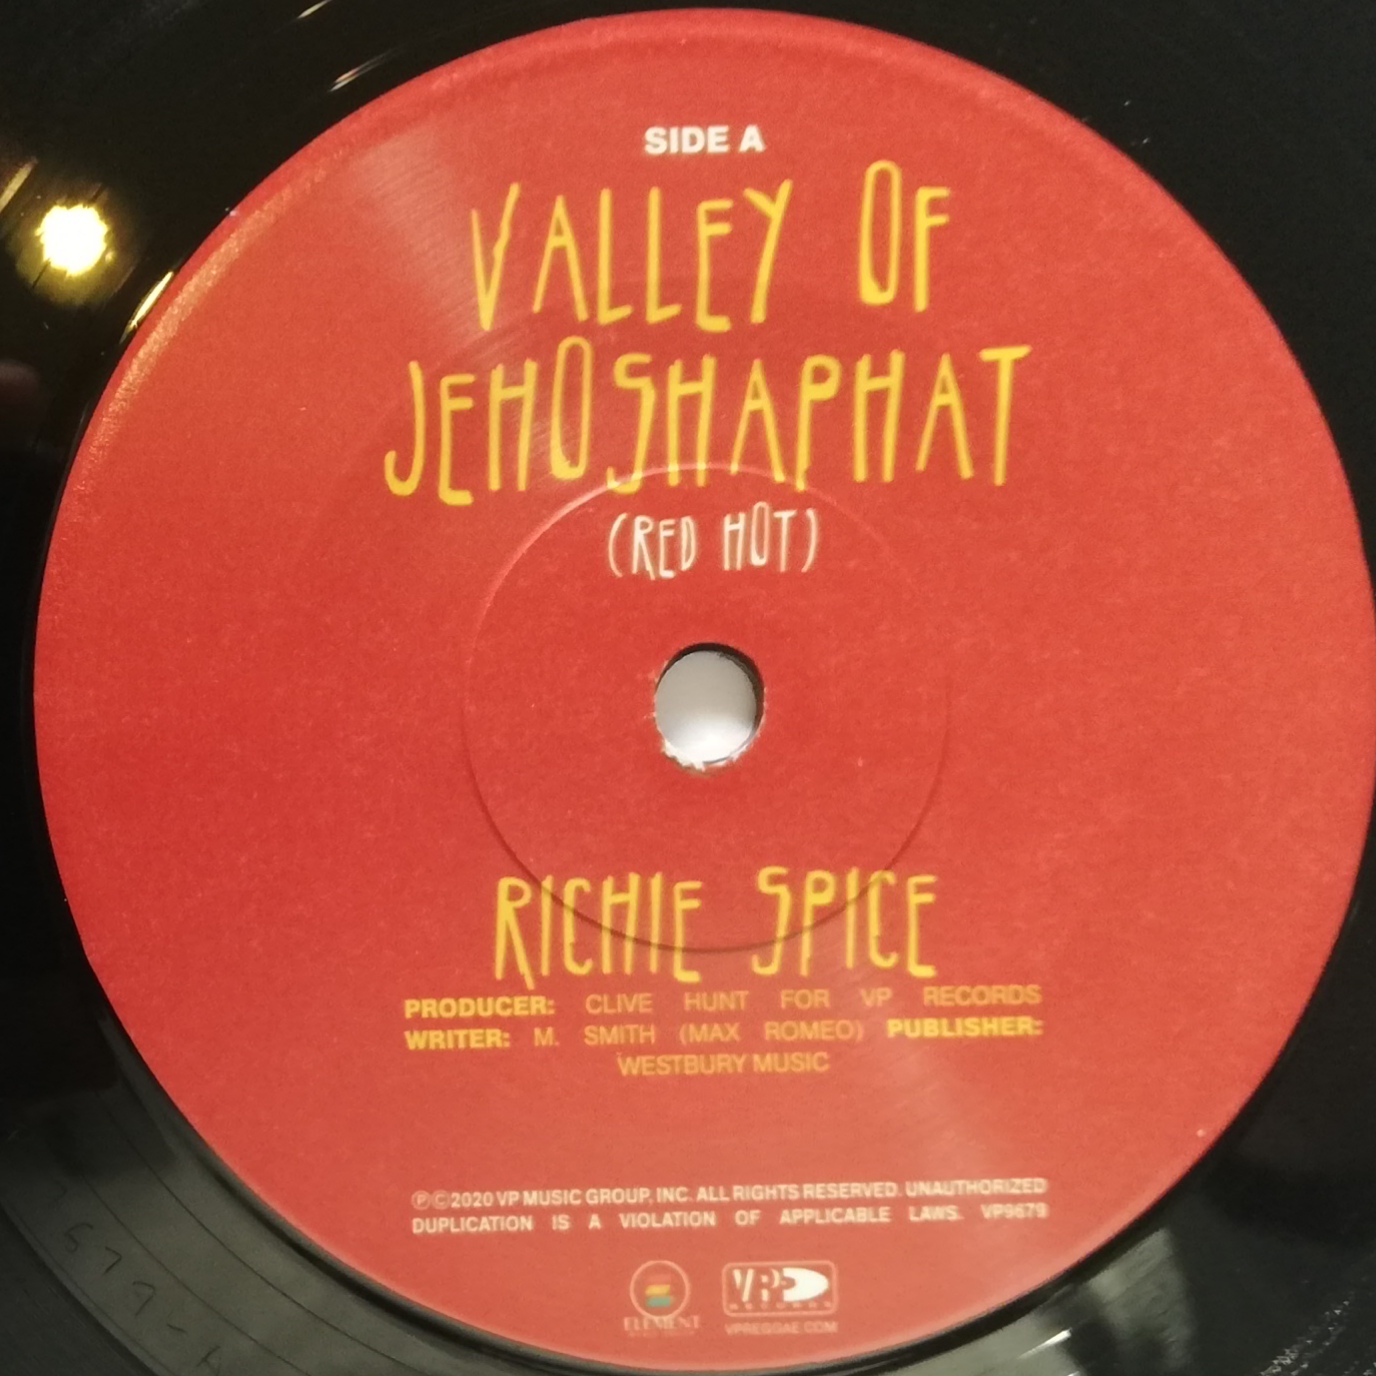 SIDE A
VALLEY OF
JEHOSHAPHAT
(RED HOT)
RICHIE SPICE
PRODUCER: CLIVE HUNT FOR VP RECORDS
WRITER: M. SMITH (MAX ROMEO) PUBLISHER:
WESTBURY MUSIC
ⓅⒸ2020 VP MUSIC GROUP, INC. ALL RIGHTS RESERVED. UNAUTHORIZED
DUPLICATION IS A VIOLATION OF APPLICABLE LAWS. VP9679
ELEMENT
VP
RECORDS
VPREGGAE.COM